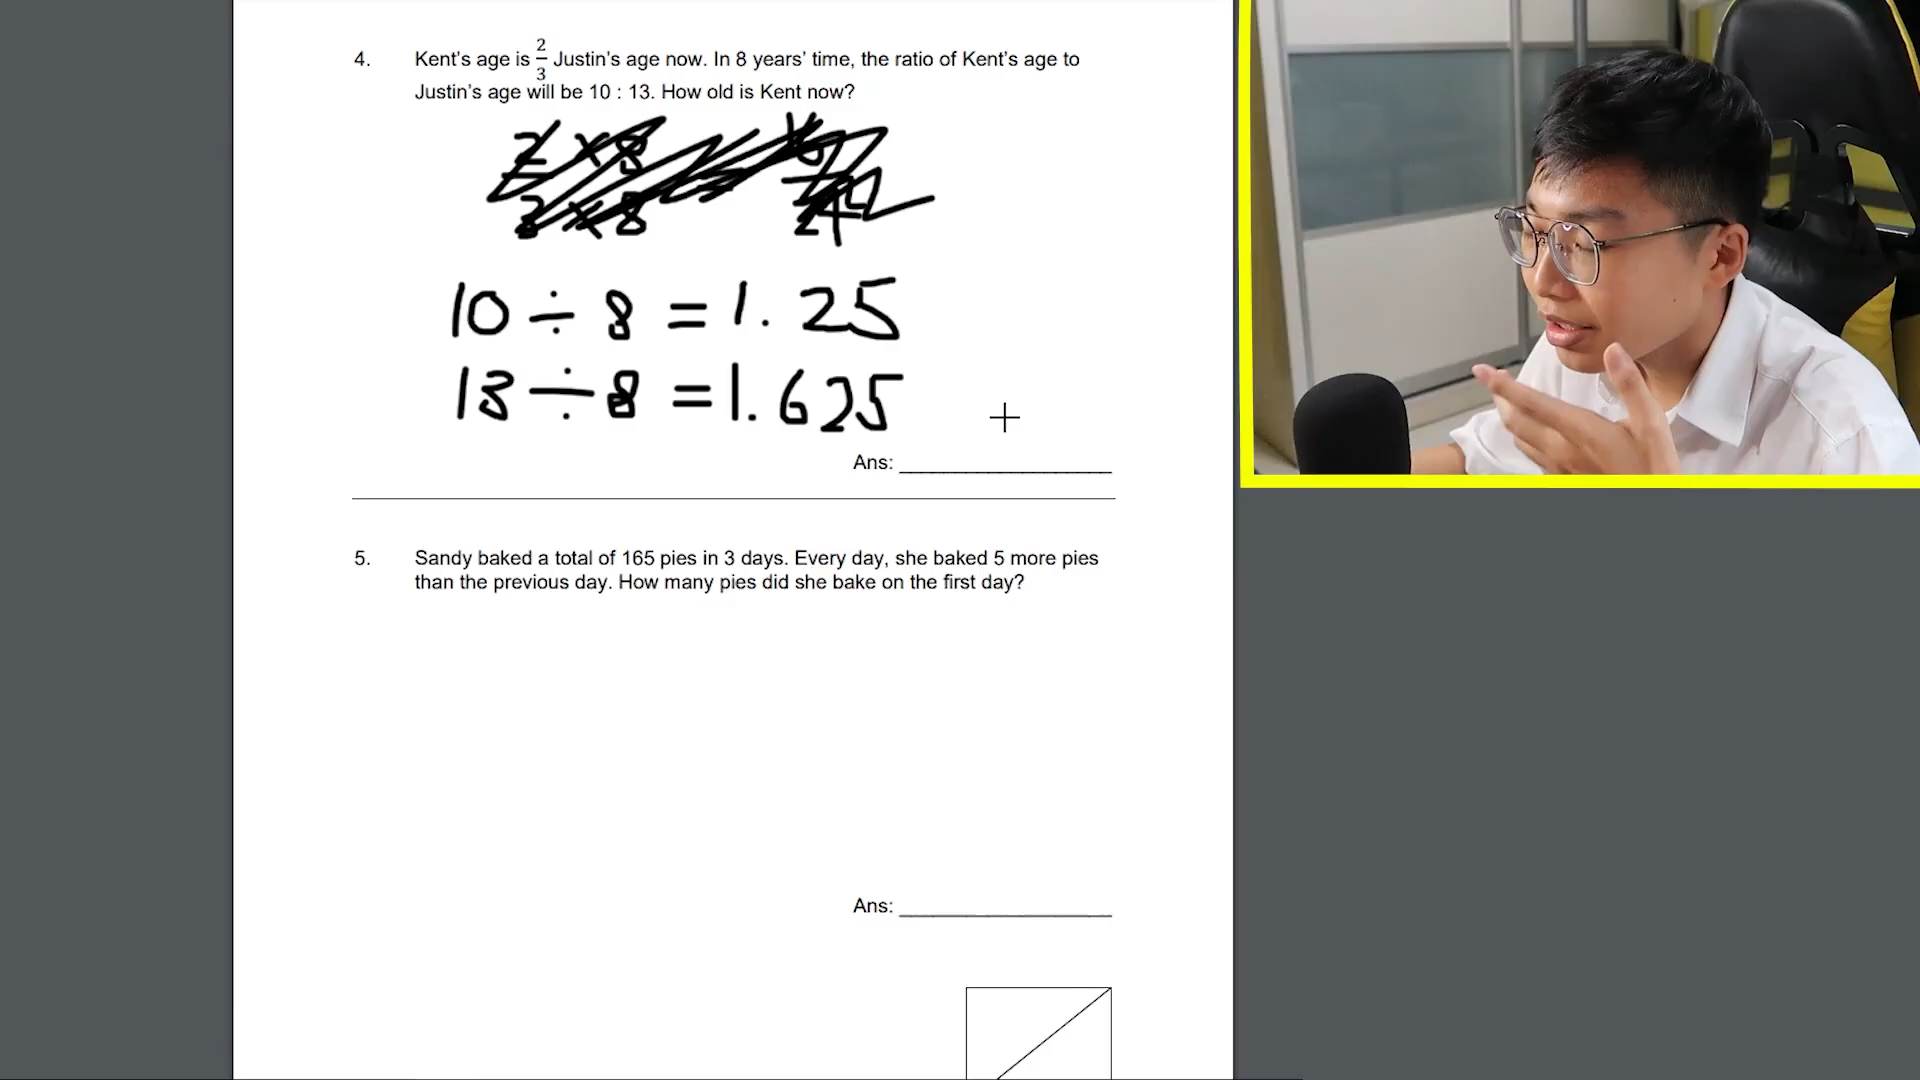 4. Kent's age is 2/3 Justin's age now. In 8 years' time, the ratio of Kent's age to
Justin's age will be 10 : 13. How old is Kent now?
10 ÷ 8 = 1.25
13 ÷ 8 = 1.625
Ans:
5. Sandy baked a total of 165 pies in 3 days. Every day, she baked 5 more pies
than the previous day. How many pies did she bake on the first day?
Ans: